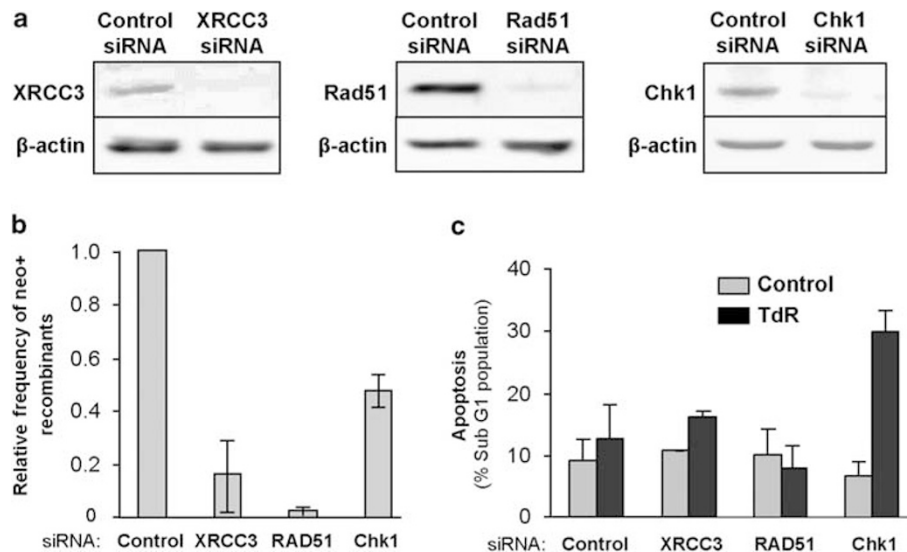 a
Control siRNA
XRCC3 siRNA
XRCC3
β-actin
Control siRNA
Rad51 siRNA
Rad51
β-actin
Control siRNA
Chk1 siRNA
Chk1
β-actin
b
Relative frequency of neo+
recombinants
1.0
0.8
0.6
0.4
0.2
0
siRNA: Control XRCC3 RAD51 Chk1
c
Apoptosis
(% Sub G1 population)
40
30
20
10
0
Control
TdR
siRNA: Control XRCC3 RAD51 Chk1